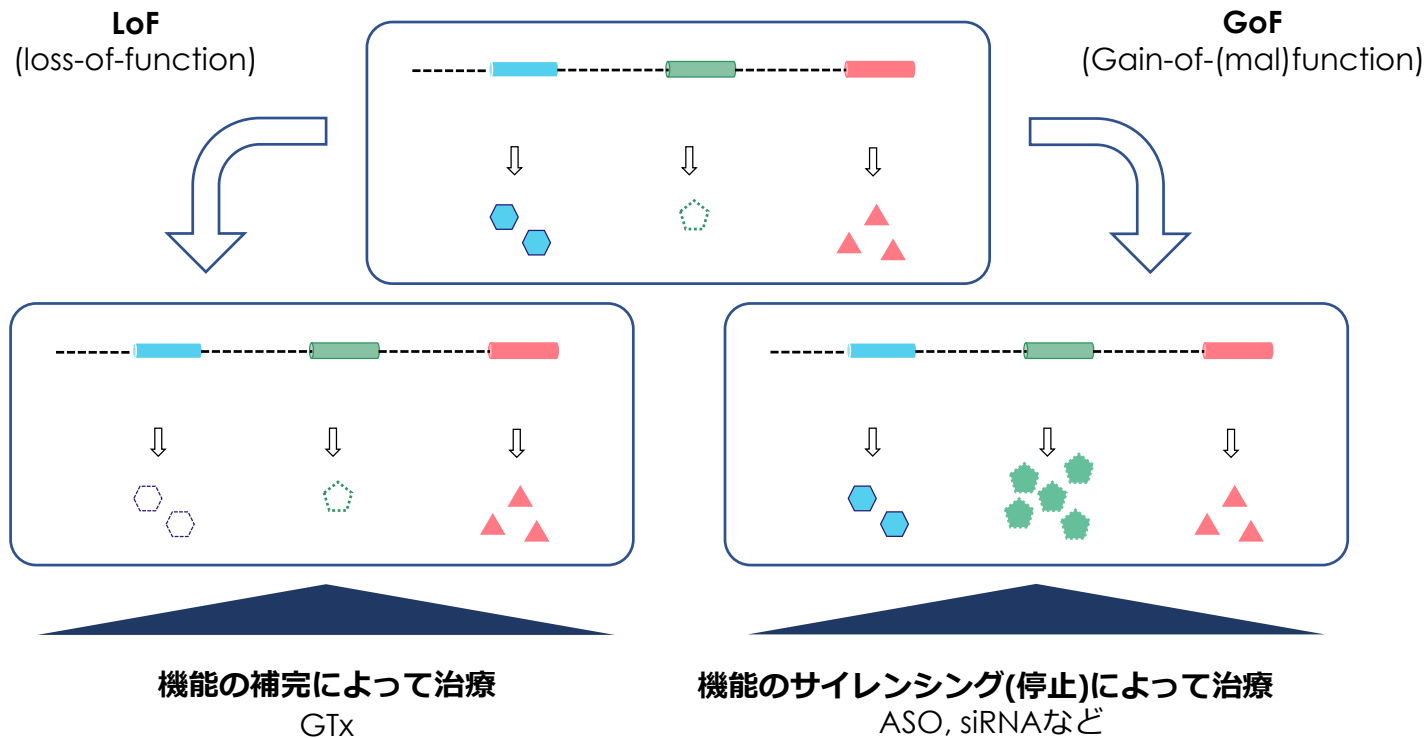 LoF
(loss-of-function)
GoF
(Gain-of-(mal)function)
機能の補完によって治療
GTx
機能のサイレンシング(停止)によって治療
ASO, siRNAなど